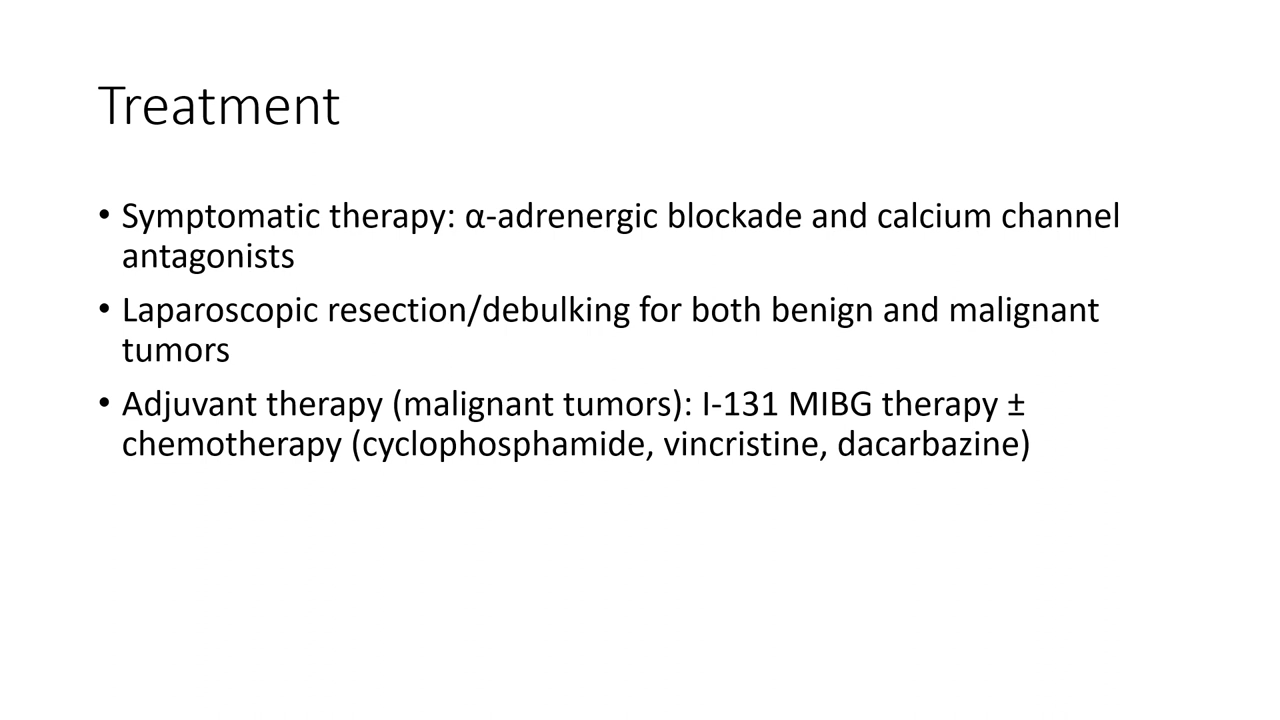 Treatment
• Symptomatic therapy: α-adrenergic blockade and calcium channel
antagonists
• Laparoscopic resection/debulking for both benign and malignant
tumors
• Adjuvant therapy (malignant tumors): I-131 MIBG therapy ±
chemotherapy (cyclophosphamide, vincristine, dacarbazine)